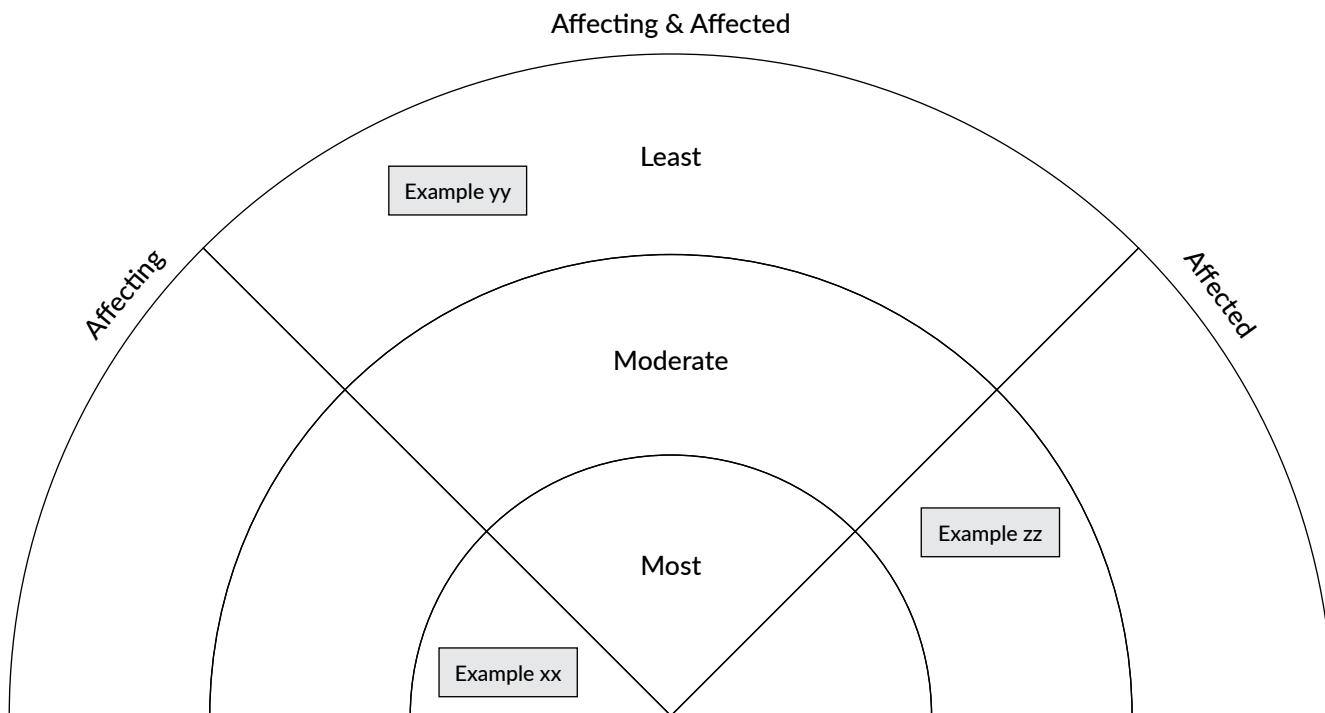 Affecting & Affected
Least
Example yy
Affecting
Affected
Moderate
Example zz
Most
Example xx